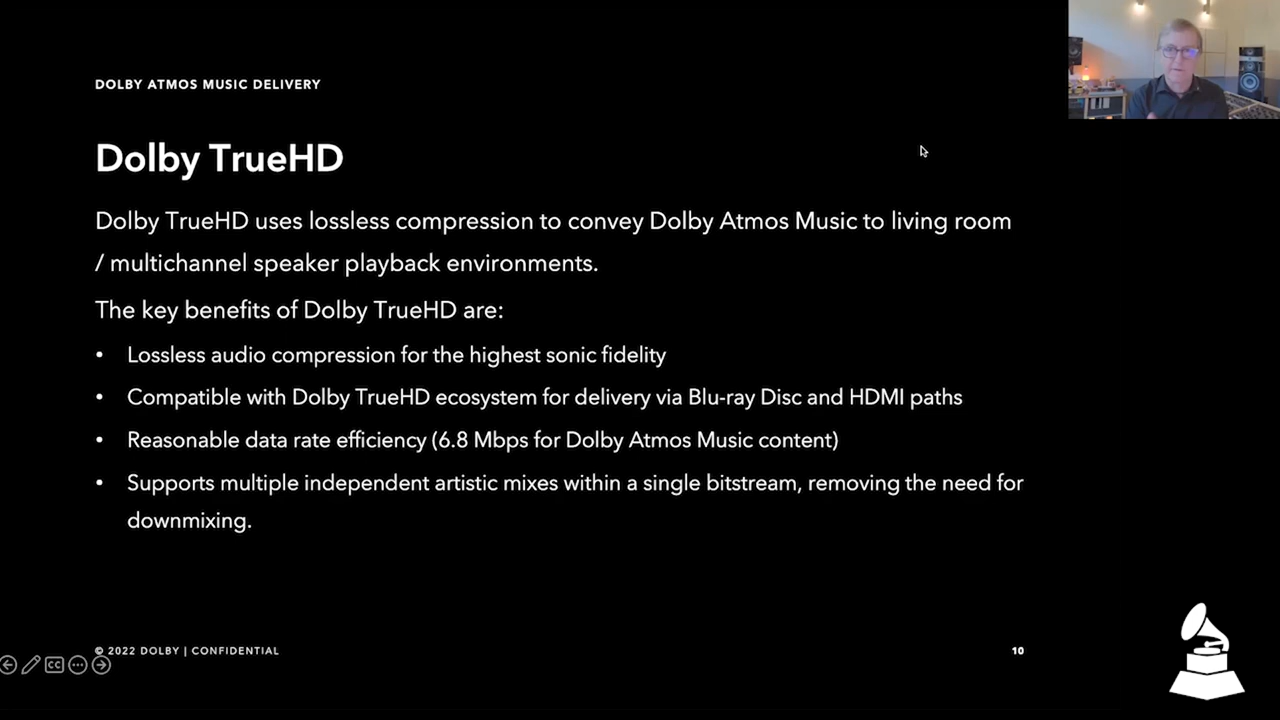 DOLBY ATMOS MUSIC DELIVERY
Dolby TrueHD
Dolby TrueHD uses lossless compression to convey Dolby Atmos Music to living room
/ multichannel speaker playback environments.
The key benefits of Dolby TrueHD are:
• Lossless audio compression for the highest sonic fidelity
• Compatible with Dolby TrueHD ecosystem for delivery via Blu-ray Disc and HDMI paths
• Reasonable data rate efficiency (6.8 Mbps for Dolby Atmos Music content)
• Supports multiple independent artistic mixes within a single bitstream, removing the need for
downmixing.
© 2022 DOLBY | CONFIDENTIAL
10
CC